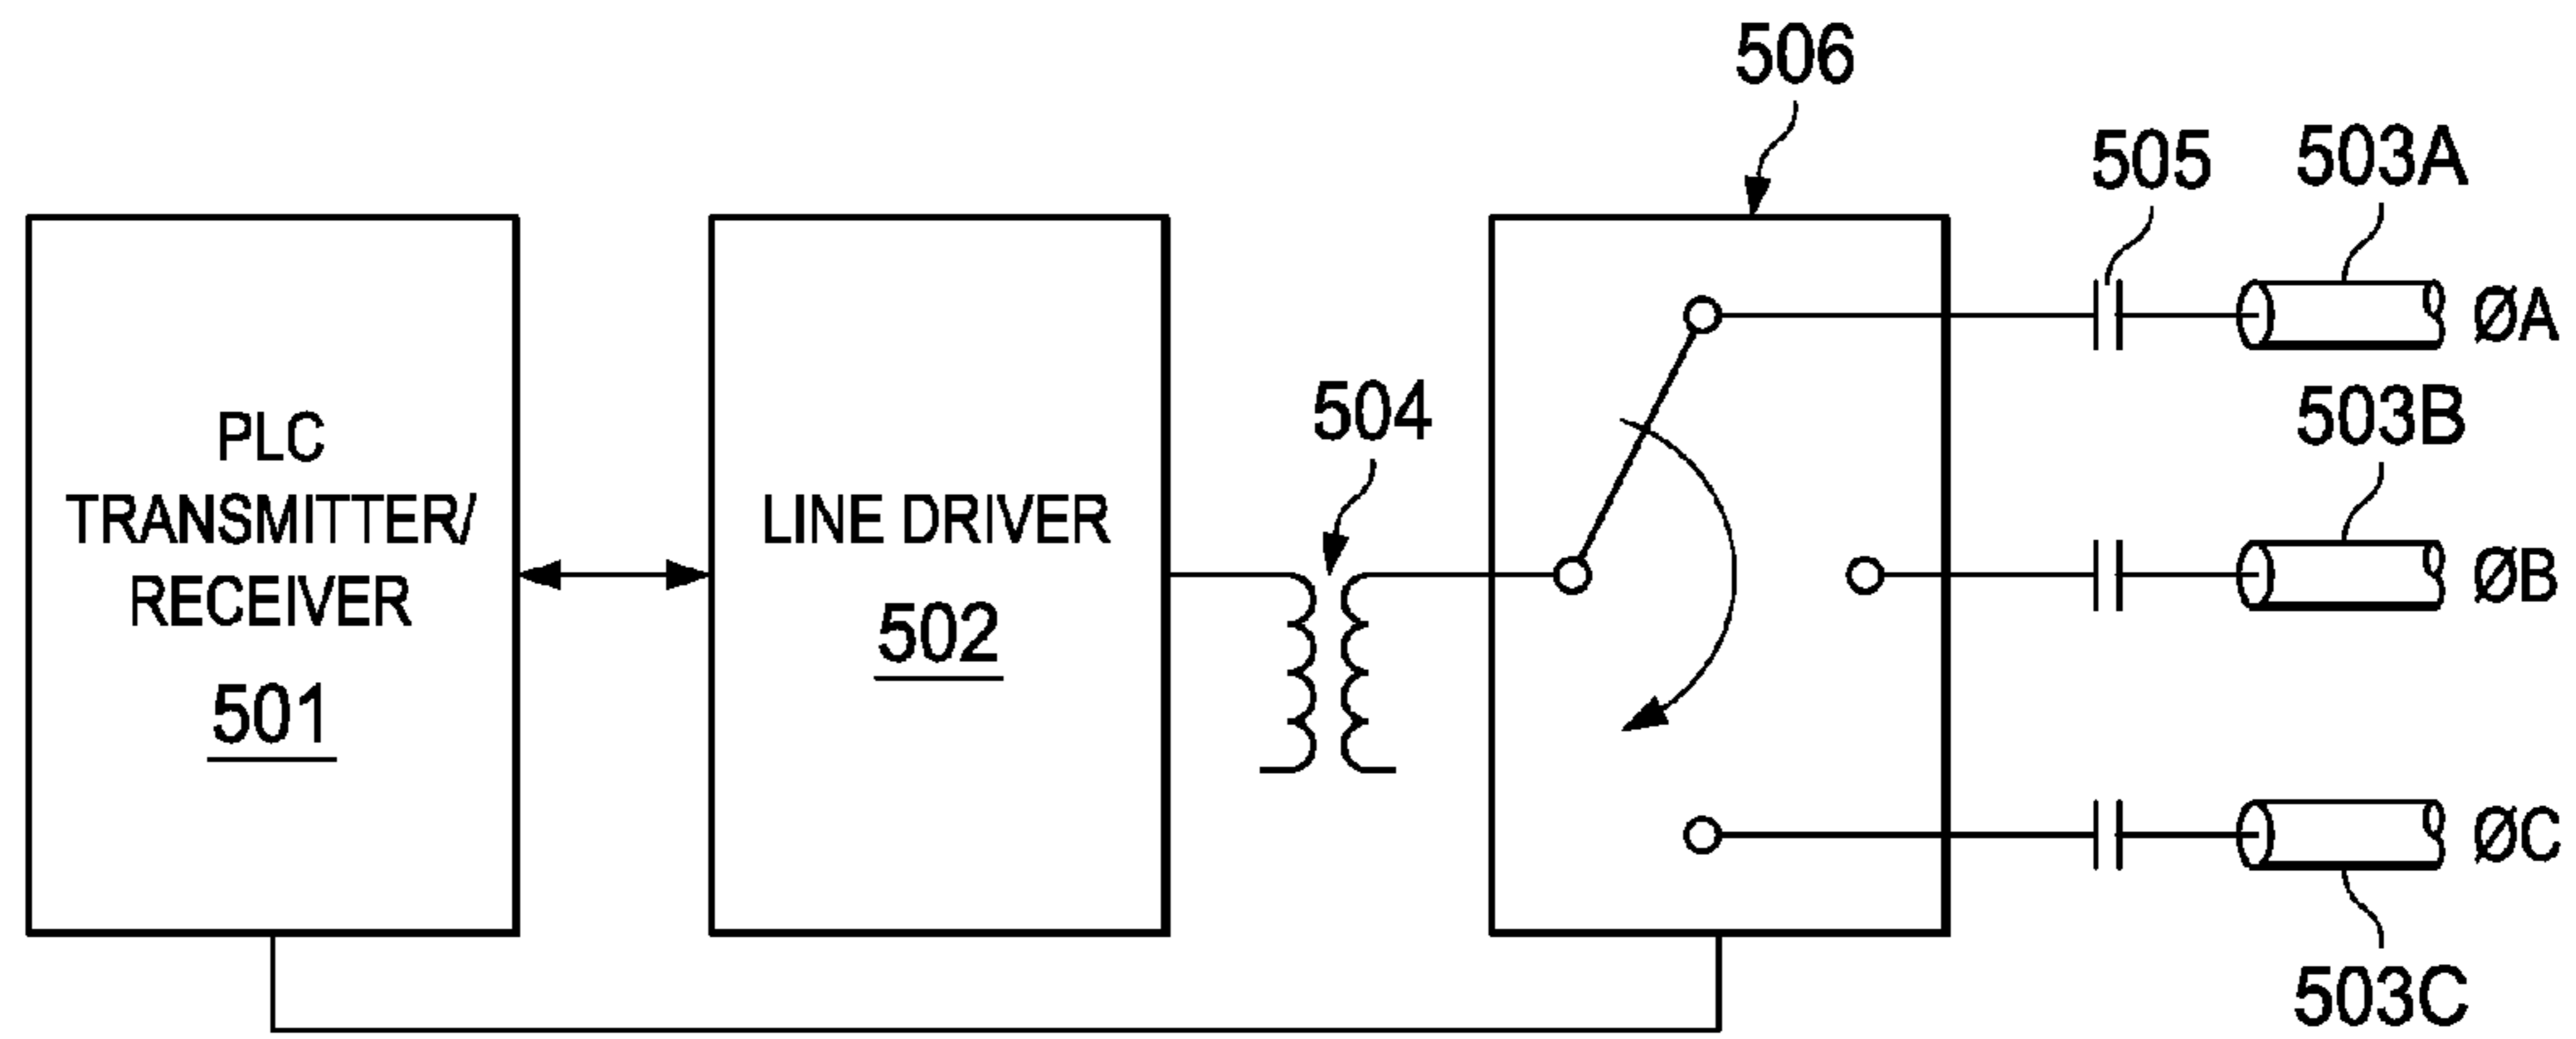 506
505
503A
ØA
503B
504
PLC
TRANSMITTER/
RECEIVER
501
LINE DRIVER
502
ØB
ØC
503C